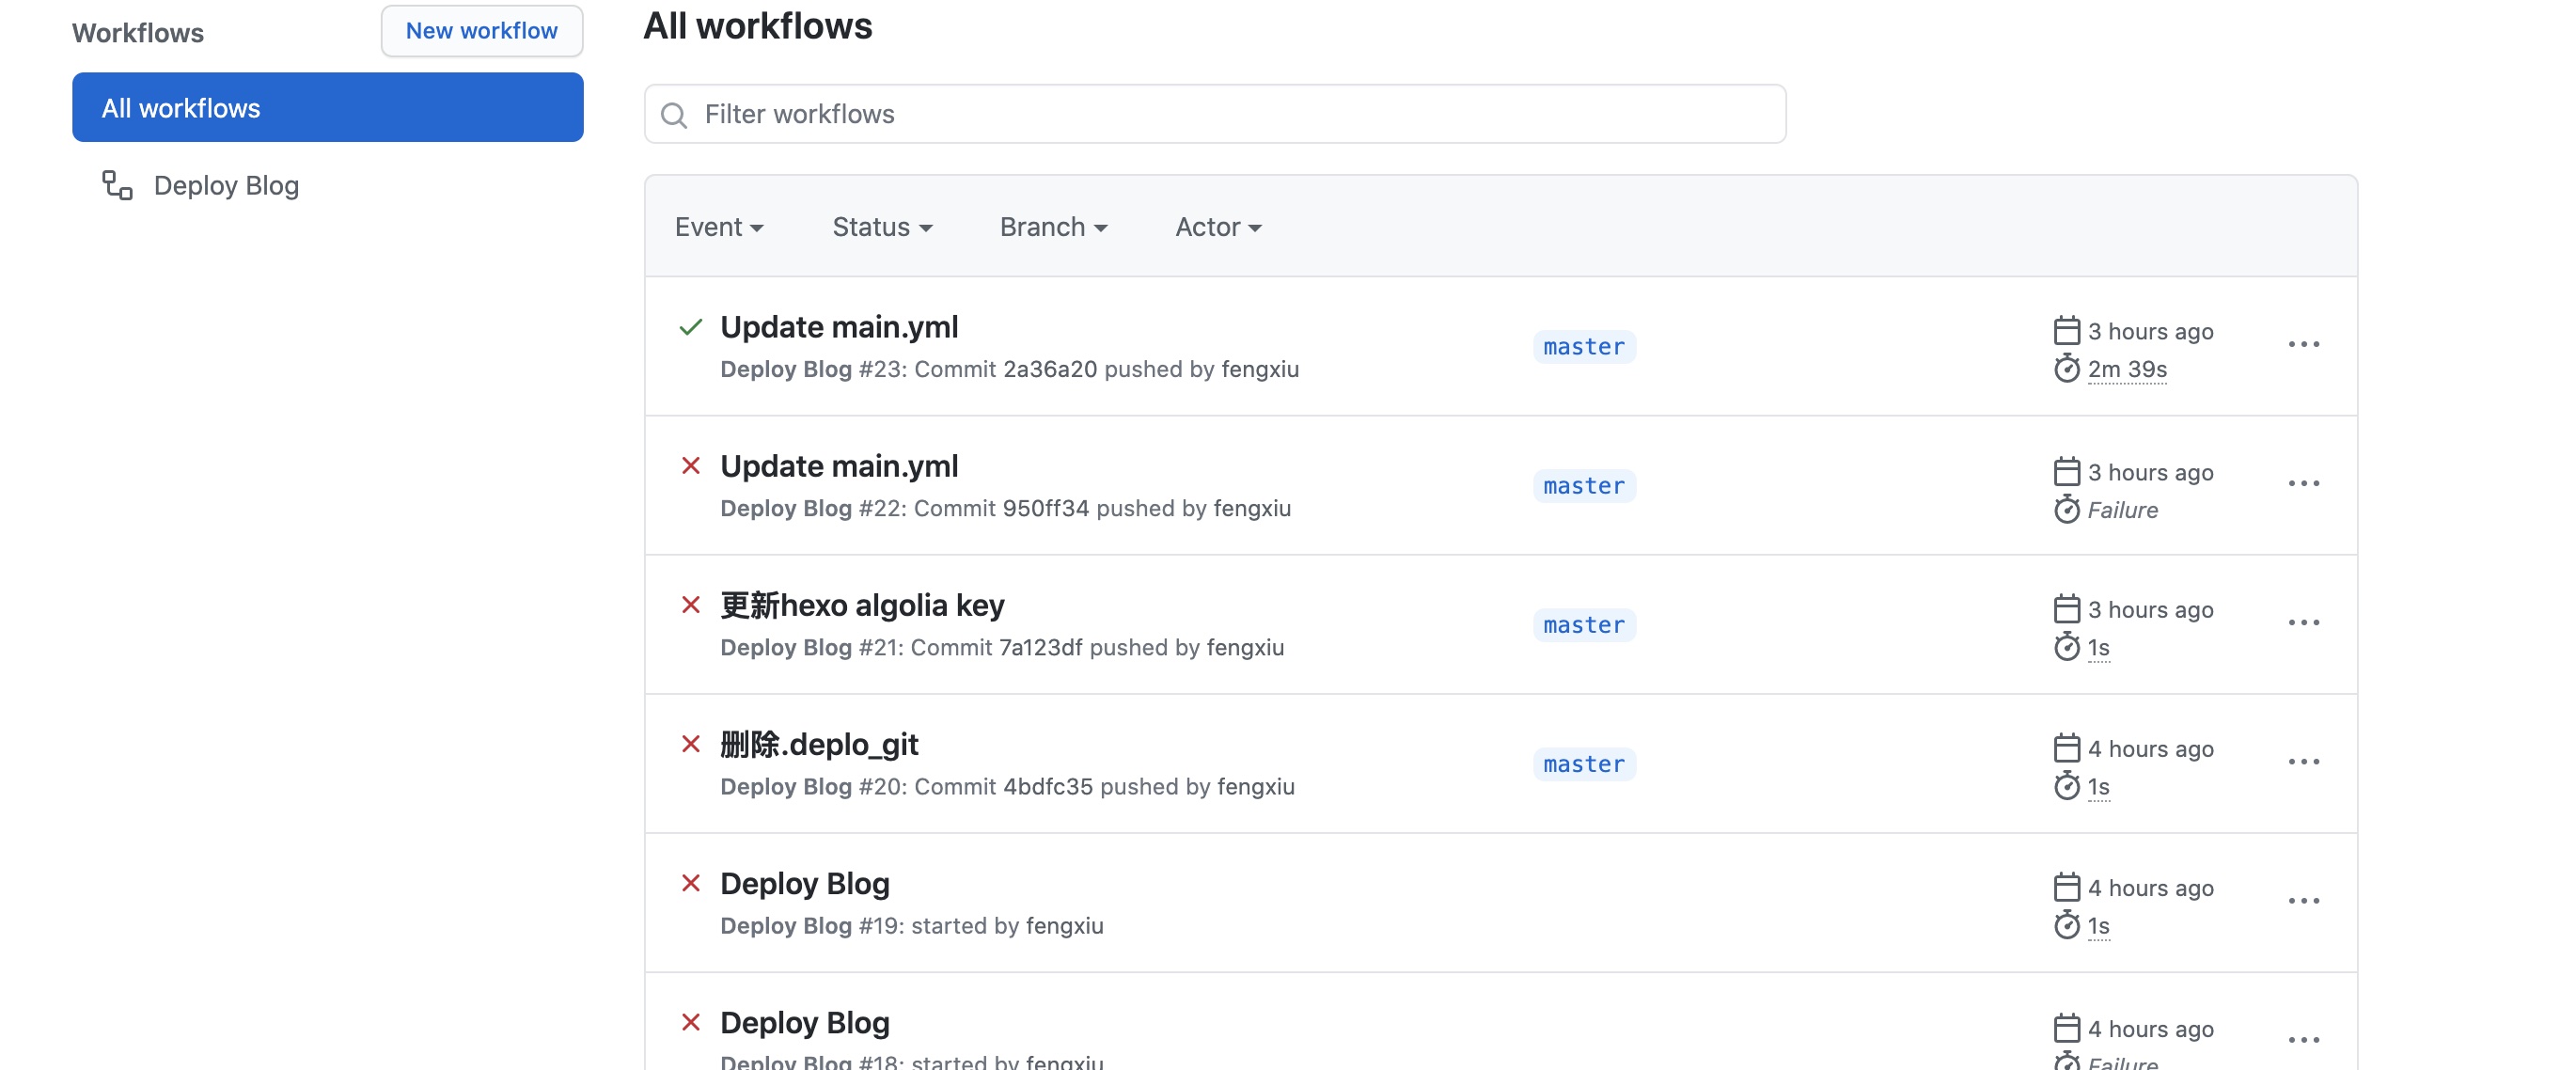 Workflows
New workflow
All workflows
Deploy Blog
All workflows
Filter workflows
Event Status Branch Actor
Update main.yml
Deploy Blog #23: Commit 2a36a20 pushed by fengxiu
master
3 hours ago
2m 39s
Update main.yml
Deploy Blog #22: Commit 950ff34 pushed by fengxiu
master
3 hours ago
Failure
更新hexo algolia key
Deploy Blog #21: Commit 7a123df pushed by fengxiu
master
3 hours ago
1s
删除.deplo_git
Deploy Blog #20: Commit 4bdfc35 pushed by fengxiu
master
4 hours ago
1s
Deploy Blog
Deploy Blog #19: started by fengxiu
4 hours ago
1s
Deploy Blog
Deploy Blog #18: started by fengxiu
4 hours ago
Failure